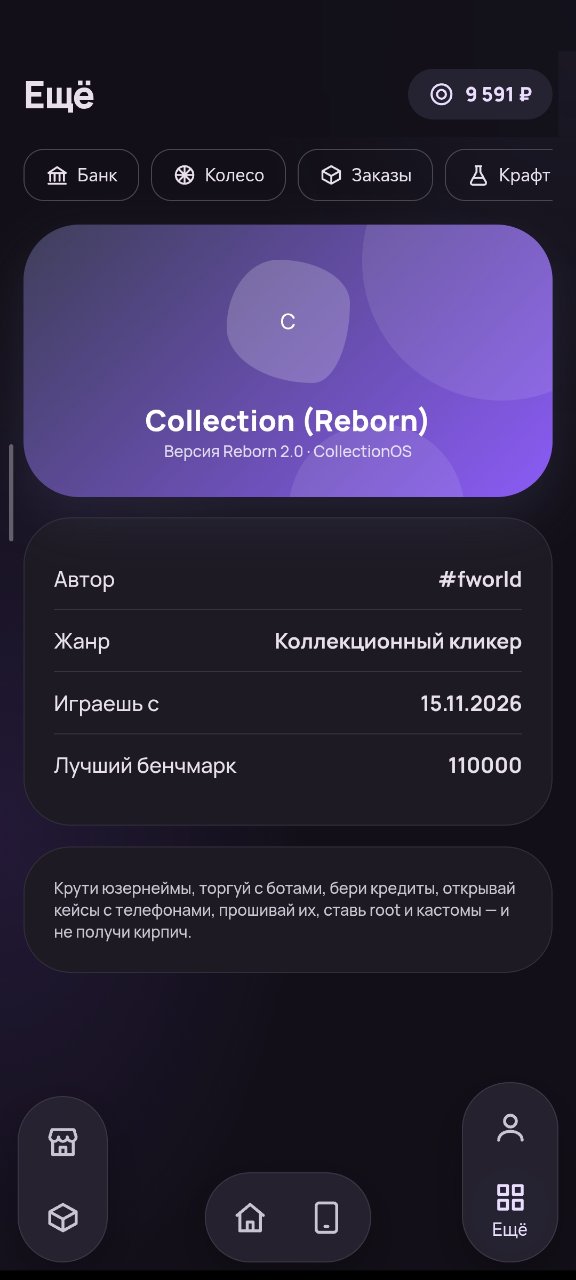 Ещё
9 591 ₽
Банк
Колесо
Заказы
Крафт
C
Collection (Reborn)
Версия Reborn 2.0 · CollectionOS
Автор #fworld
Жанр Коллекционный кликер
Играешь с 15.11.2026
Лучший бенчмарк 110000
Крути юзернеймы, торгуй с ботами, бери кредиты, открывай
кейсы с телефонами, прошивай их, ставь root и кастомы — и
не получи кирпич.
Ещё